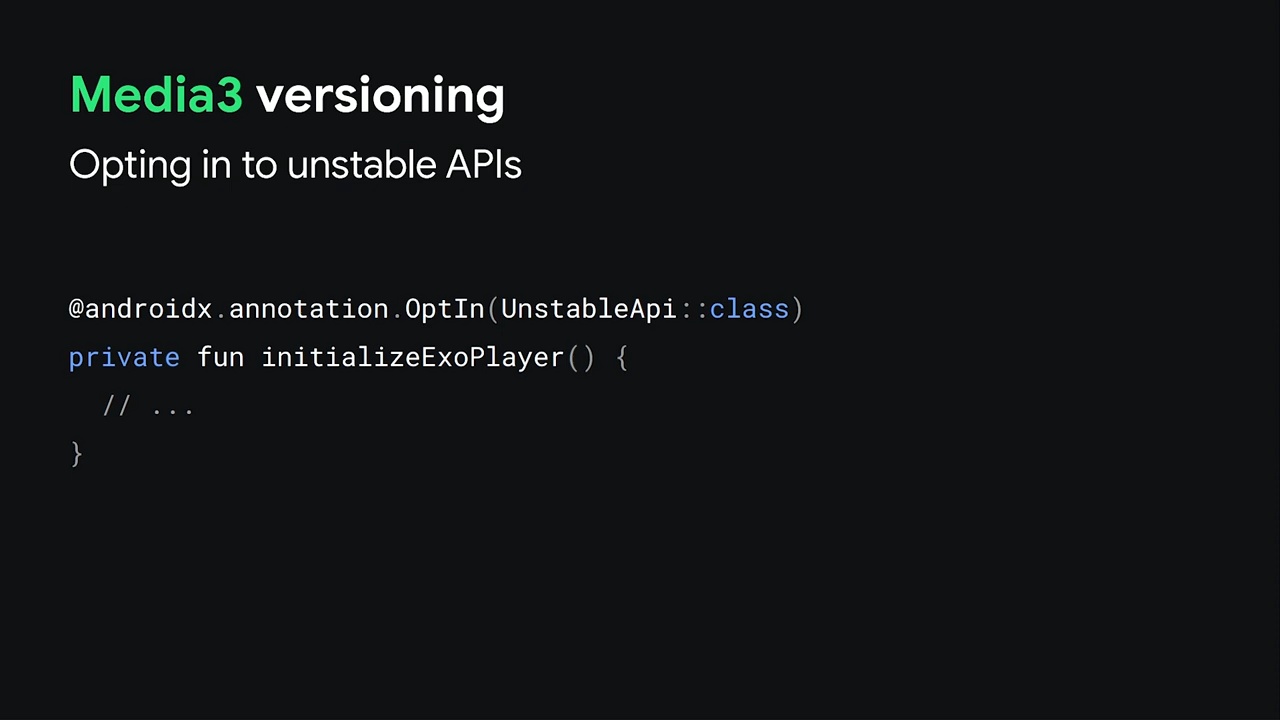 Media3 versioning
Opting in to unstable APIs
@androidx.annotation.OptIn(UnstableApi::class)
private fun initializeExoPlayer() {
  // ...
}